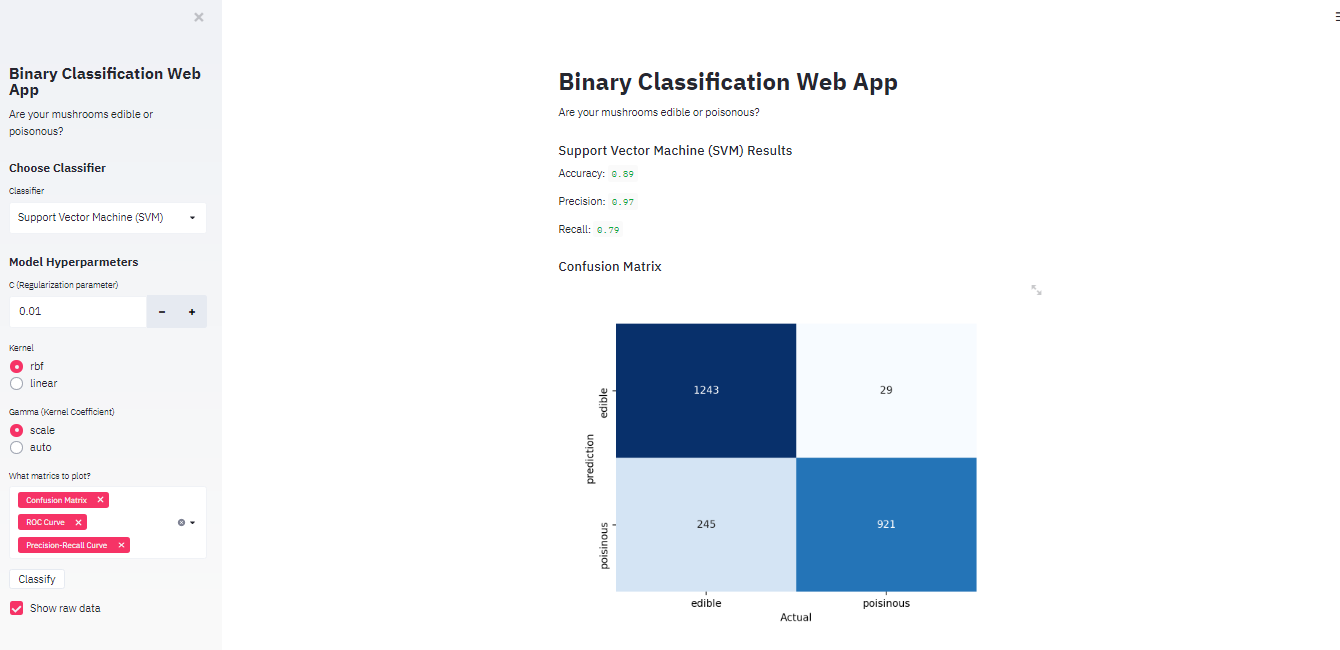 Binary Classification Web
App
Are your mushrooms edible or
poisonous?
Choose Classifier
Classifier
Support Vector Machine (SVM)
Model Hyperparmeters
C (Regularization parameter)
0.01
Kernel
rbf
linear
Gamma (Kernel Coefficient)
scale
auto
What matrics to plot?
Confusion Matrix
ROC Curve
Precision-Recall Curve
Classify
Show raw data
Binary Classification Web App
Are your mushrooms edible or poisonous?
Support Vector Machine (SVM) Results
Accuracy: 0.89
Precision: 0.97
Recall: 0.79
Confusion Matrix
prediction
edible
1243
29
poisinous
245
921
edible
poisinous
Actual